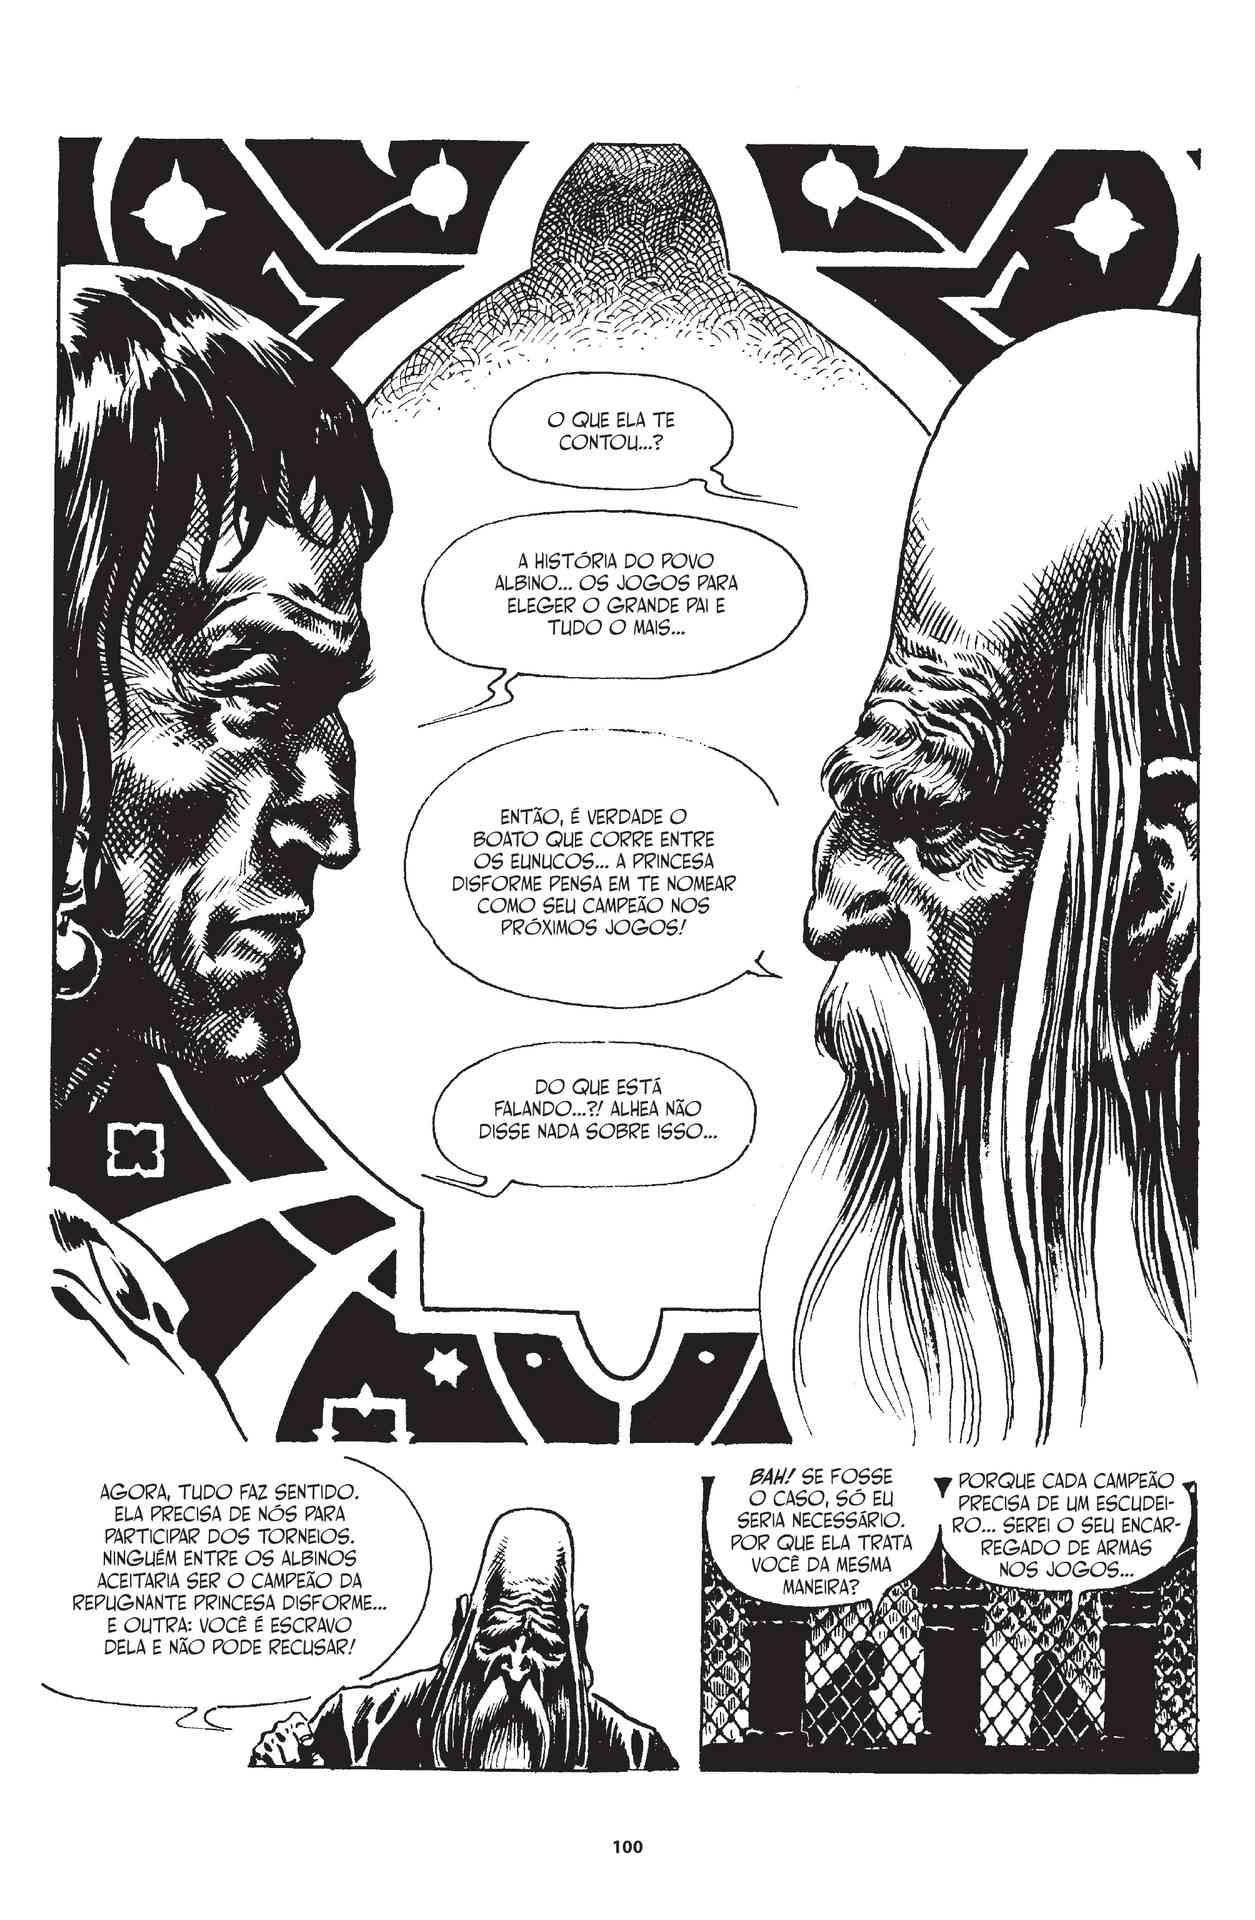 O QUE ELA TE
CONTOU...?
A HISTÓRIA DO POVO
ALBINO... OS JOGOS PARA
ELEGER O GRANDE PAI E
TUDO O MAIS...
ENTÃO, É VERDADE O
BOATO QUE CORRE ENTRE
OS EUNUCOS... A PRINCESA
DISFORME PENSA EM TE NOMEAR
COMO SEU CAMPEÃO NOS
PRÓXIMOS JOGOS!
DO QUE ESTÁ
FALANDO...?! ALHEA NÃO
DISSE NADA SOBRE ISSO...
AGORA, TUDO FAZ SENTIDO.
ELA PRECISA DE NÓS PARA
PARTICIPAR DOS TORNEIOS.
NINGUÉM ENTRE OS ALBINOS
ACEITARIA SER O CAMPEÃO DA
REPUGNANTE PRINCESA DISFORME...
E OUTRA: VOCÊ É ESCRAVO
DELA E NÃO PODE RECUSAR!
BAH! SE FOSSE
O CASO, SÓ EU
SERIA NECESSÁRIO.
POR QUE ELA TRATA
VOCÊ DA MESMA
MANEIRA?
PORQUE CADA CAMPEÃO
PRECISA DE UM ESCUDEI-
RO... SEREI O SEU ENCAR-
REGADO DE ARMAS
NOS JOGOS...
100